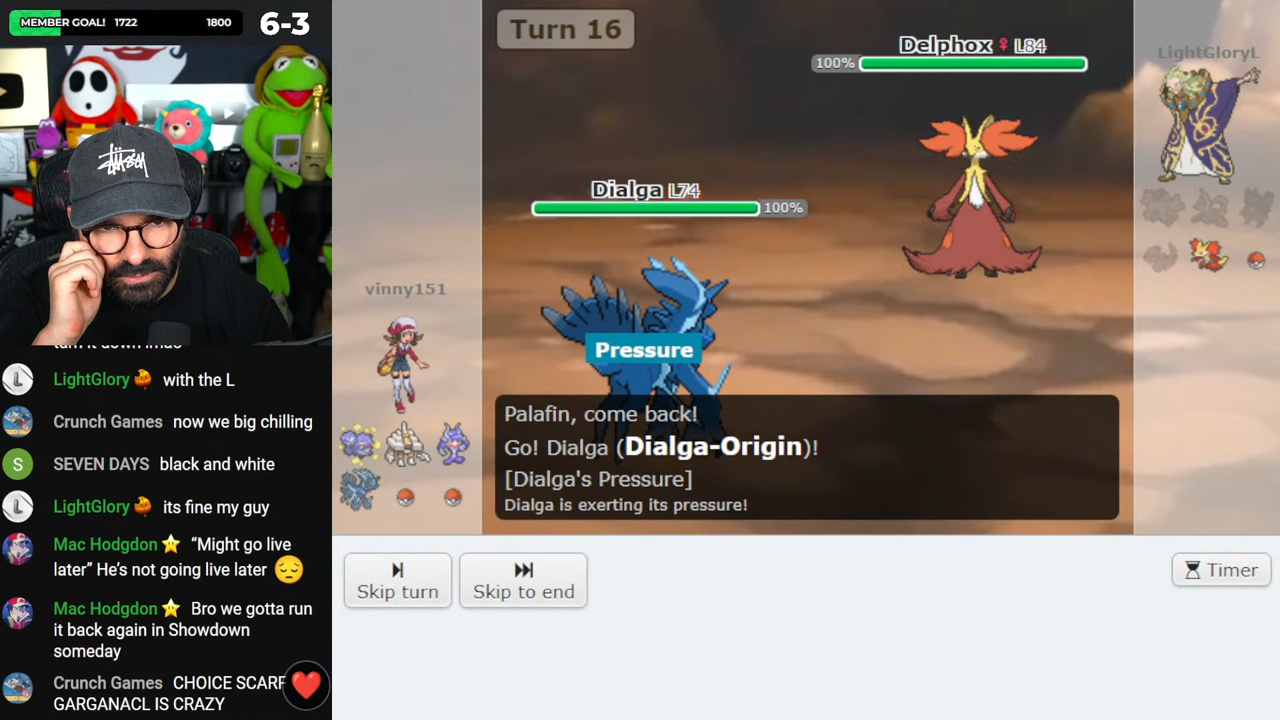 MEMBER GOAL! 1722 1800
6-3
STÜSSY
LightGlory with the L
Crunch Games now we big chilling
SEVEN DAYS black and white
LightGlory its fine my guy
Mac Hodgdon “Might go live
later” He’s not going live later
Mac Hodgdon Bro we gotta run
it back again in Showdown
someday
Crunch Games CHOICE SCARF
GARGANACL IS CRAZY
L
S
L
vinny151
Turn 16
Delphox ♀ L84
100%
Dialga L74
100%
Pressure
Palafin, come back!
Go! Dialga (Dialga-Origin)!
[Dialga's Pressure]
Dialga is exerting its pressure!
LightGloryL
Skip turn
Skip to end
Timer